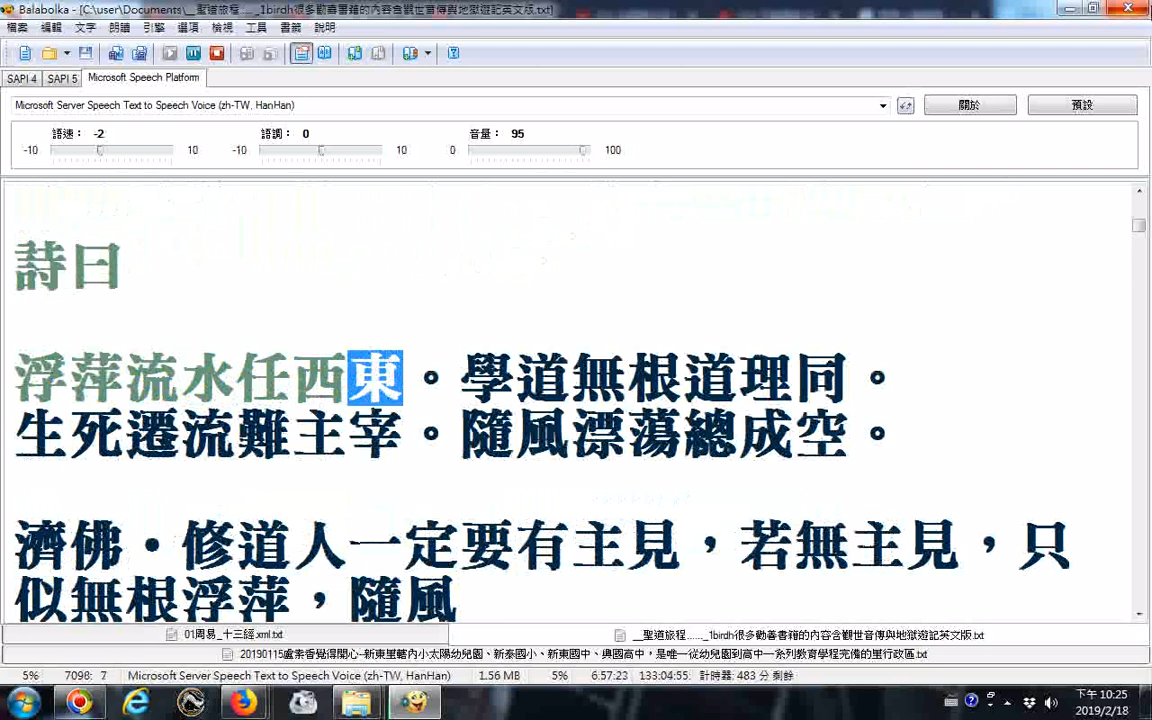 Balabolka - [C:\user\Documents\__聖道旅程......_1birdh很多勸善書籍的內容含觀世音傳與地獄遊記英文版.txt]
檔案 編輯 文字 朗讀 引擎 選項 檢視 工具 書籤 說明
SAPI 4 SAPI 5 Microsoft Speech Platform
Microsoft Server Speech Text to Speech Voice (zh-TW, HanHan) 關於 預設
語速： -2 語調： 0 音量： 95
-10 10 -10 10 0 100
詩曰
浮萍流水任西東。學道無根道理同。
生死遷流難主宰。隨風漂蕩總成空。
濟佛・修道人一定要有主見，若無主見，只
似無根浮萍，隨風
01周易_十三經.xml.txt __聖道旅程......_1birdh很多勸善書籍的內容含觀世音傳與地獄遊記英文版.txt
20190115盧素香覺得開心--新東里轄內小太陽幼兒園、新泰國小、新東國中、興國高中，是唯一從幼兒園到高中一系列教育學程完備的里行政區.txt
5% 7098: 7 Microsoft Server Speech Text to Speech Voice (zh-TW, HanHan) 1.56 MB 5% 6:57:23 133:04:55. 計時器: 483 分 剩餘
下午 10:25
2019/2/18